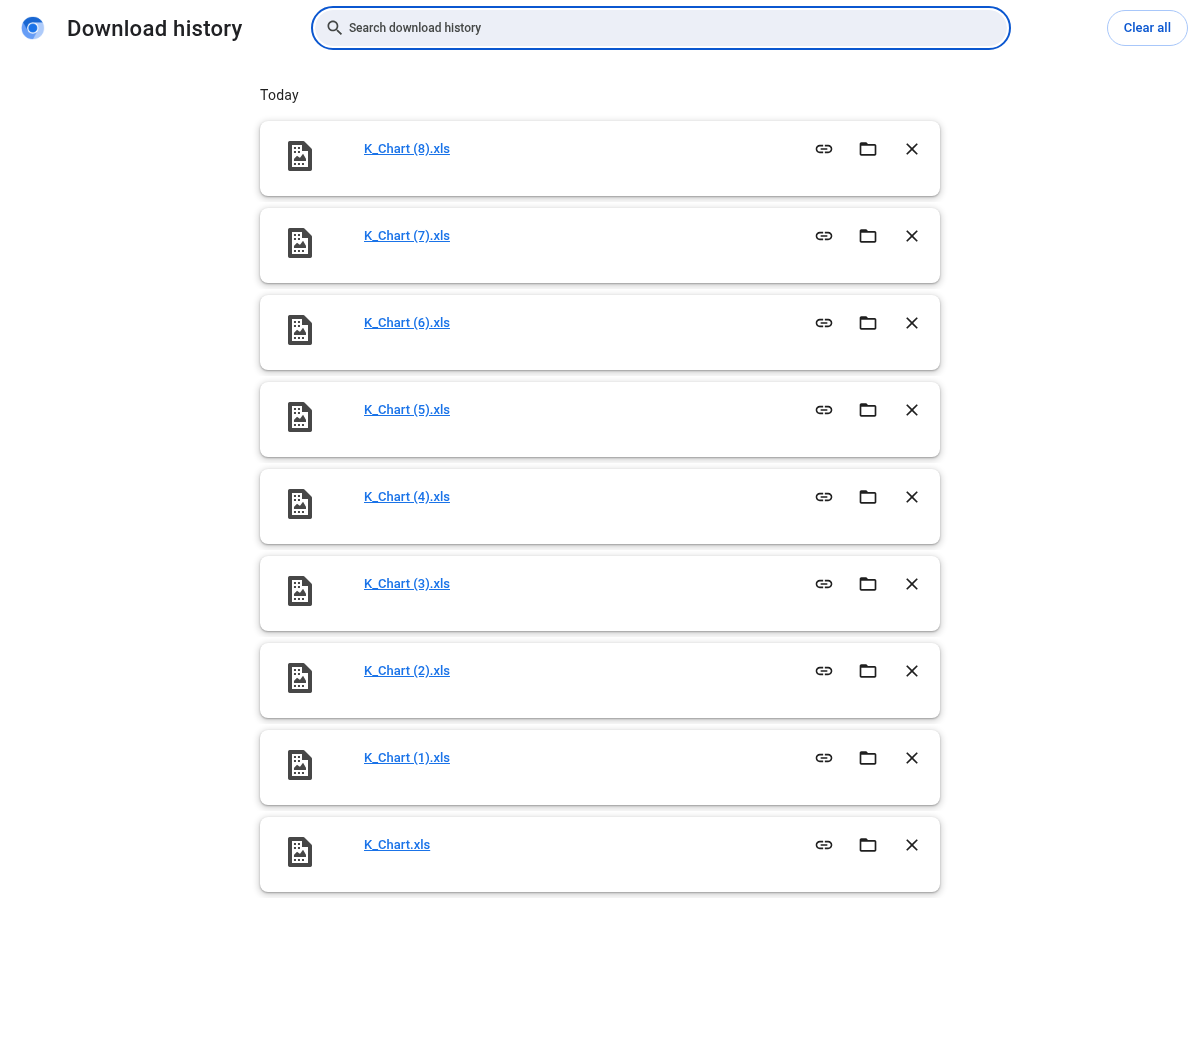 Download history
Search download history
Clear all
Today
K_Chart (8).xls
K_Chart (7).xls
K_Chart (6).xls
K_Chart (5).xls
K_Chart (4).xls
K_Chart (3).xls
K_Chart (2).xls
K_Chart (1).xls
K_Chart.xls